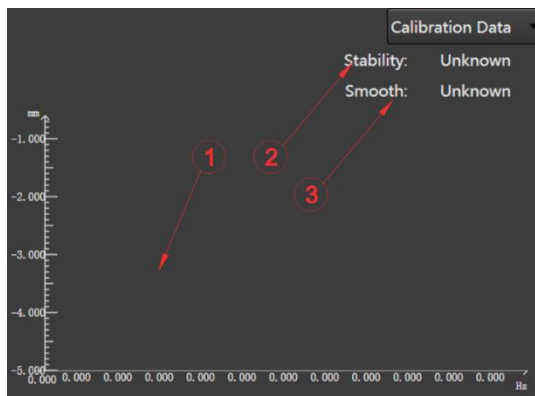 Calibration Data
Stability: Unknown
Smooth: Unknown
mm
-1.000
1
2
3
-2.000
-3.000
-4.000
-5.000
0.000 0.000 0.000 0.000 0.000 0.000 0.000 0.000 0.000 0.000 0.000 0.000
Hz